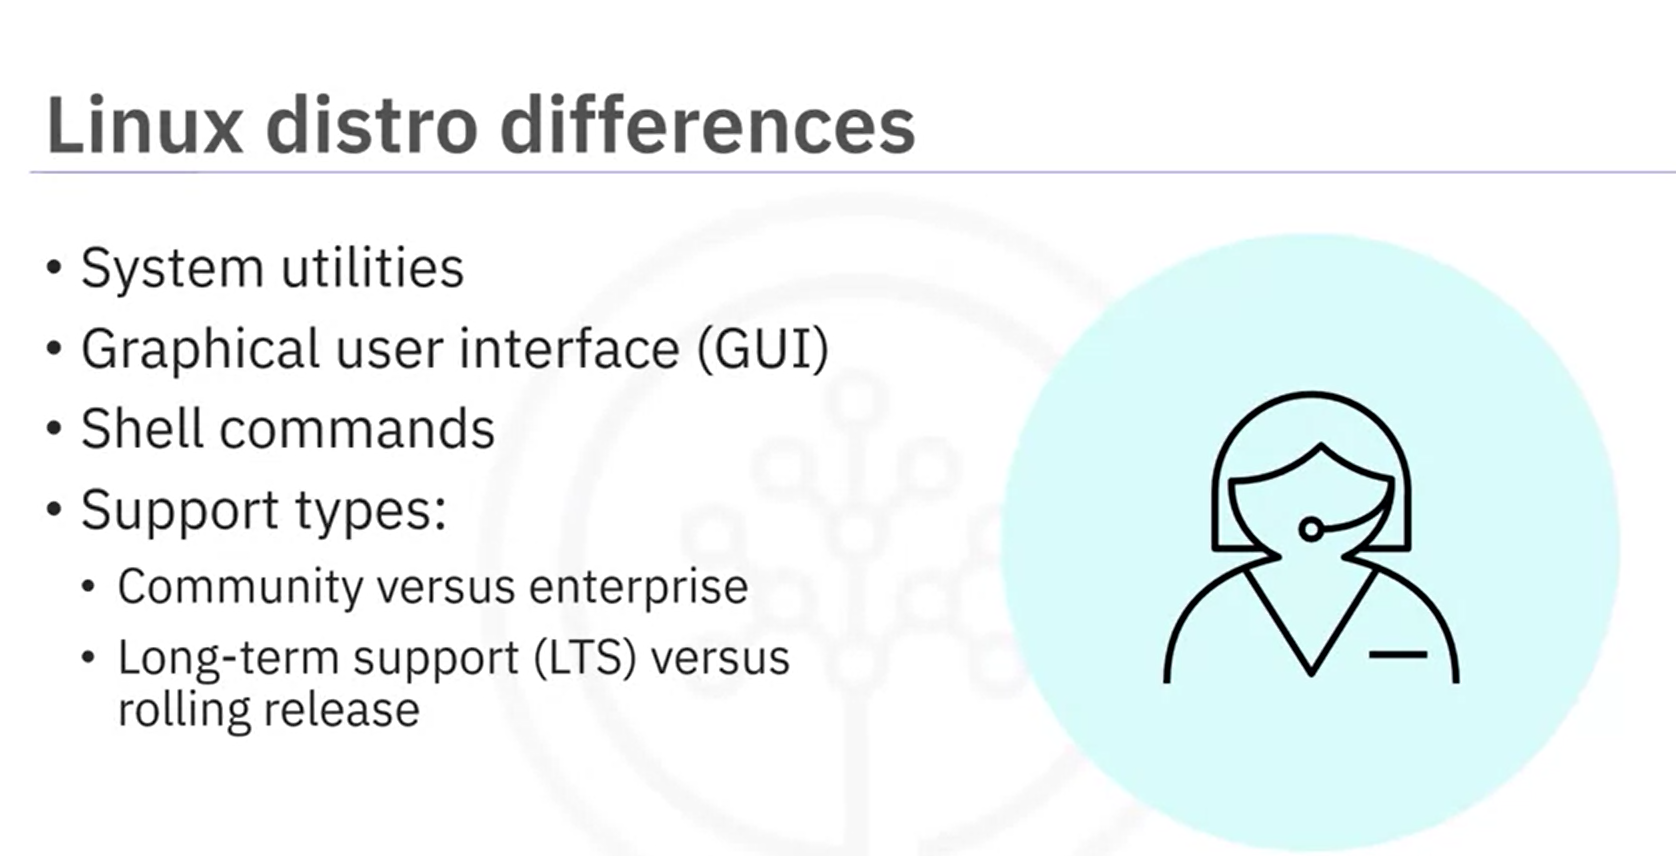 Linux distro differences
• System utilities
• Graphical user interface (GUI)
• Shell commands
• Support types:
• Community versus enterprise
• Long-term support (LTS) versus
rolling release